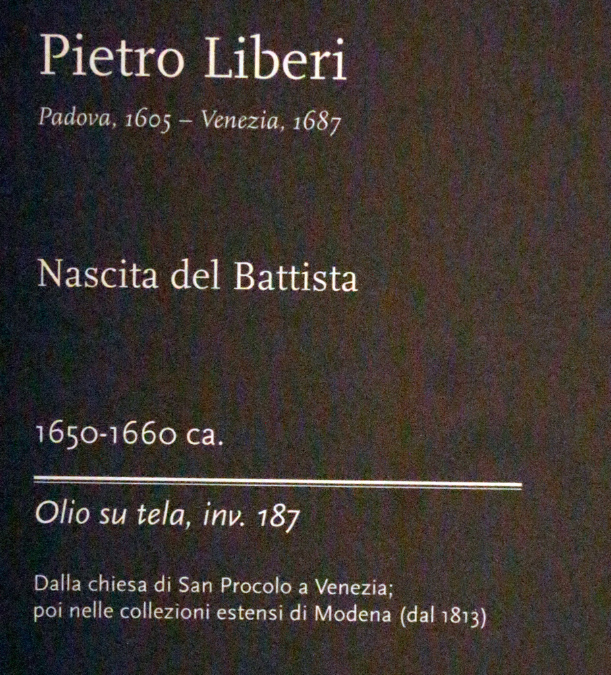 Pietro Liberi
Padova, 1605 – Venezia, 1687
Nascita del Battista
1650-1660 ca.
Olio su tela, inv. 187
Dalla chiesa di San Procolo a Venezia;
poi nelle collezioni estensi di Modena (dal 1813)